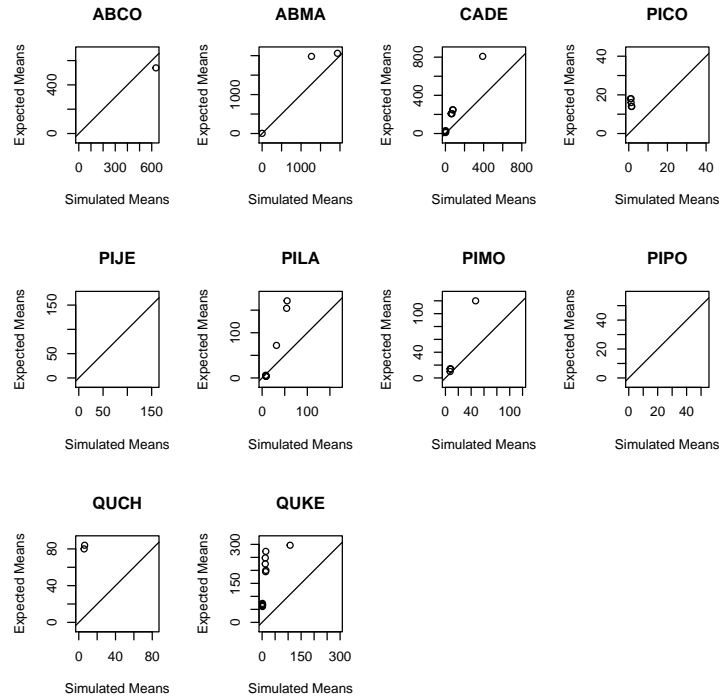 ABCO
Expected Means
0 400
0 300 600
Simulated Means
ABMA
Expected Means
0 1000
1000
Simulated Means
CADE
Expected Means
0 400 800
0 400 800
Simulated Means
PICO
Expected Means
0 20 40
0 20 40
Simulated Means
PIJE
Expected Means
0 50 150
0 50 150
Simulated Means
PILA
Expected Means
0 100
0 100
Simulated Means
PIMO
Expected Means
0 40 80 120
0 20 60 100
Simulated Means
PIPO
Expected Means
0 20 40
0 20 40
Simulated Means
QUCH
Expected Means
0 40 80
0 40 80
Simulated Means
QUKE
Expected Means
0 150 300
0 150 300
Simulated Means